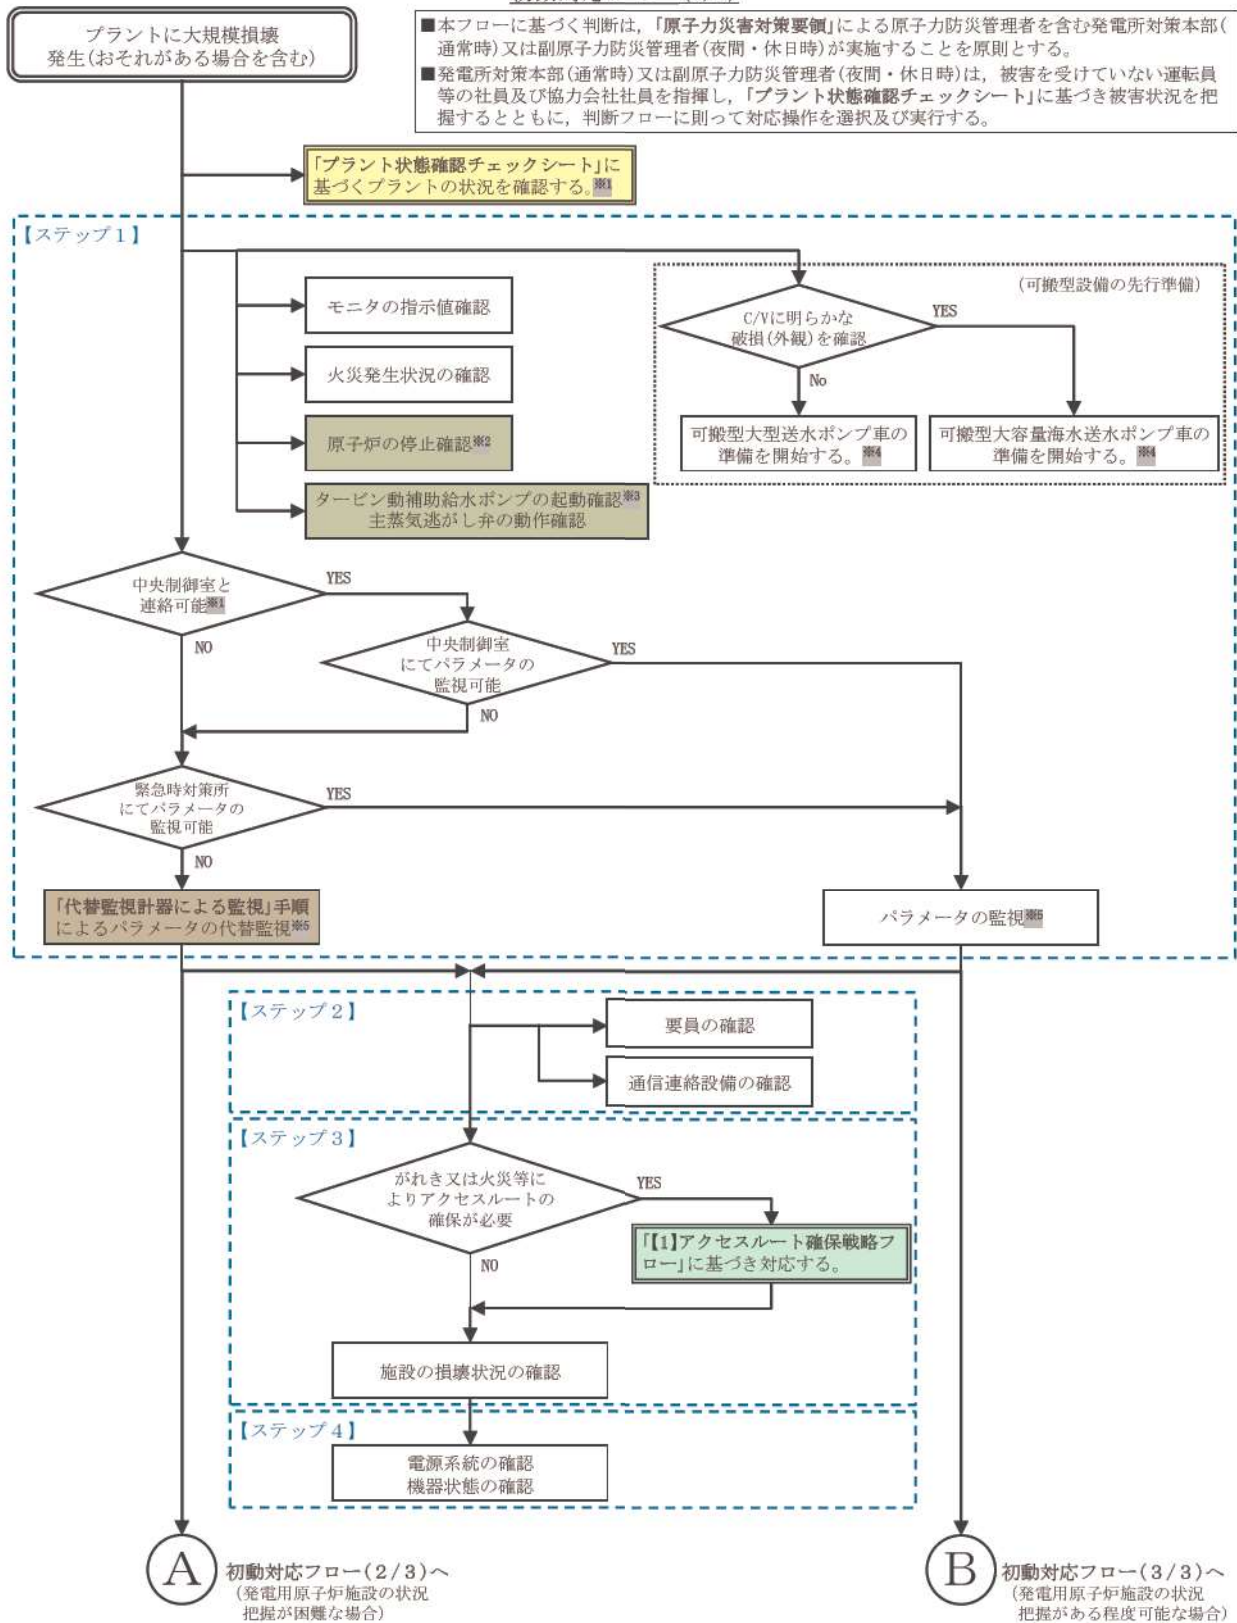 プラントに大規模損壊
発生(おそれがある場合を含む)
■本フローに基づく判断は,「原子力災害対策要領」による原子力防災管理者を含む発電所対策本部(
通常時)又は副原子力防災管理者(夜間・休日時)が実施することを原則とする。
■発電所対策本部(通常時)又は副原子力防災管理者(夜間・休日時)は,被害を受けていない運転員
等の社員及び協力会社社員を指揮し,「プラント状態確認チェックシート」に基づき被害状況を把
握するとともに,判断フローに則って対応操作を選択及び実行する。
「プラント状態確認チェックシート」に
基づくプラントの状況を確認する。※1
【ステップ1】
(可搬型設備の先行準備)
モニタの指示値確認
C/Vに明らかな
破損(外観)を確認
YES
No
火災発生状況の確認
原子炉の停止確認※2
可搬型大型送水ポンプ車の
準備を開始する。※4
可搬型大容量海水送水ポンプ車の
準備を開始する。※4
タービン動補助給水ポンプの起動確認※3
主蒸気逃がし弁の動作確認
中央制御室と
連絡可能※1
YES
NO
中央制御室
にてパラメータの
監視可能
YES
NO
緊急時対策所
にてパラメータの
監視可能
YES
NO
「代替監視計器による監視」手順
によるパラメータの代替監視※5
パラメータの監視※5
【ステップ2】
要員の確認
通信連絡設備の確認
【ステップ3】
がれき又は火災等に
よりアクセスルートの
確保が必要
YES
NO
「【1】アクセスルート確保戦略フ
ロー」に基づき対応する。
施設の損壊状況の確認
【ステップ4】
電源系統の確認
機器状態の確認
A
初動対応フロー(2/3)へ
(発電用原子炉施設の状況
把握が困難な場合)
B
初動対応フロー(3/3)へ
(発電用原子炉施設の状況
把握がある程度可能な場合)